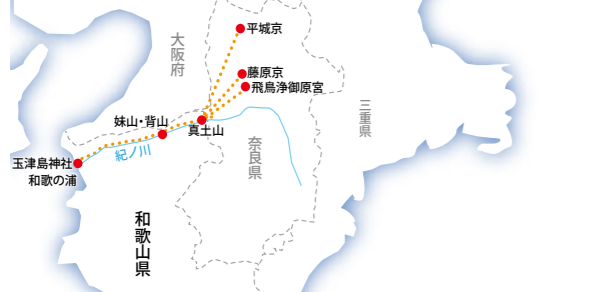 平城京
大阪府
藤原京
飛鳥浄御原宮
三重県
妹山・背山
真土山
奈良県
紀ノ川
玉津島神社
和歌の浦
和歌山県